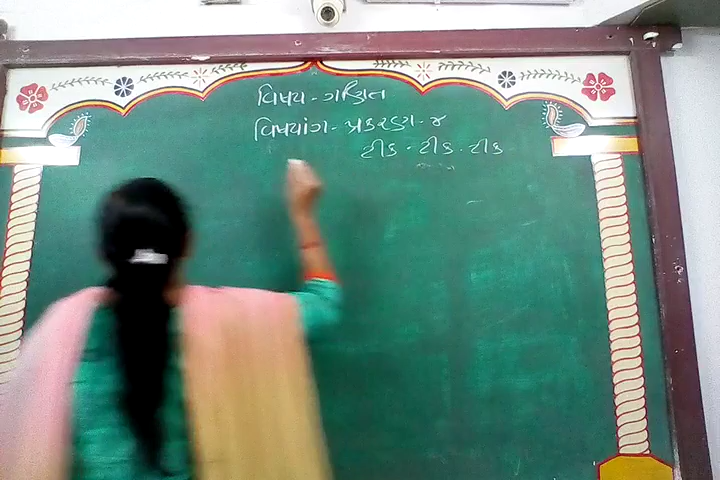 વિષય - ગણિત
વિષયાંગ - પ્રકરણ - ૪
ટીક - ટીક - ટીક